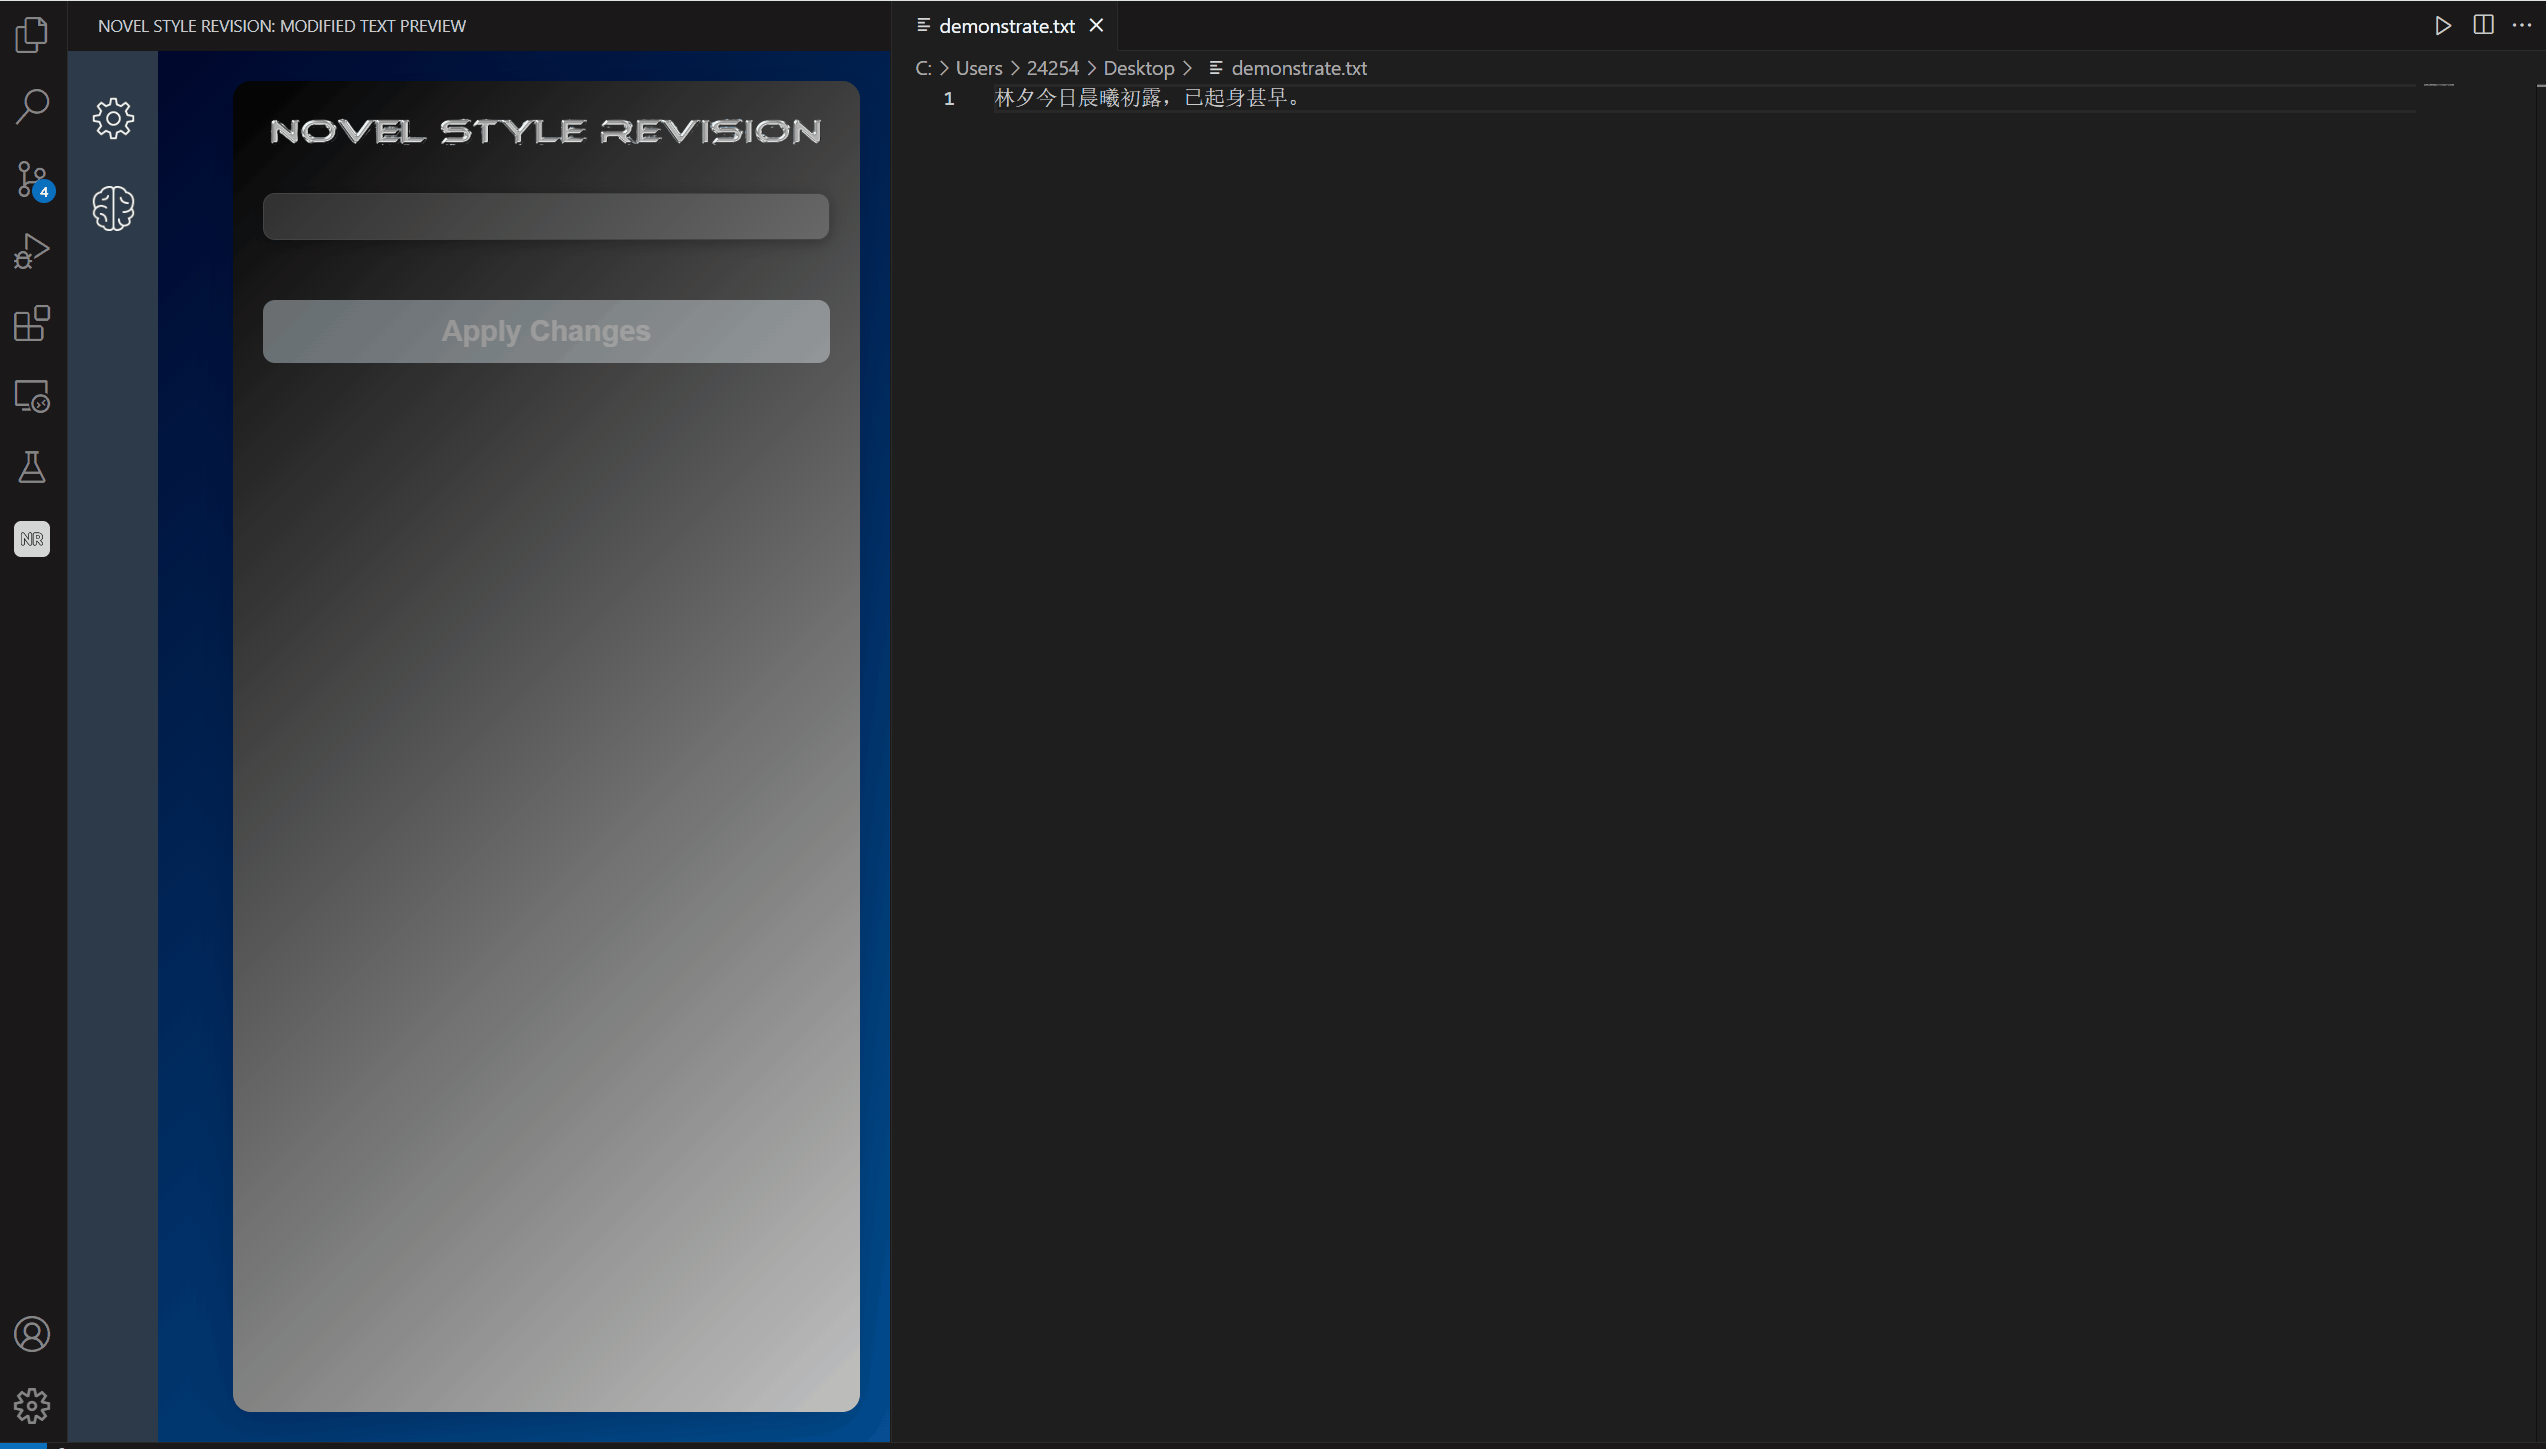 NOVEL STYLE REVISION: MODIFIED TEXT PREVIEW
NOVEL STYLE REVISION
Apply Changes
4
NR
demonstrate.txt
C: > Users > 24254 > Desktop > demonstrate.txt
1 林夕今日晨曦初露，已起身甚早。